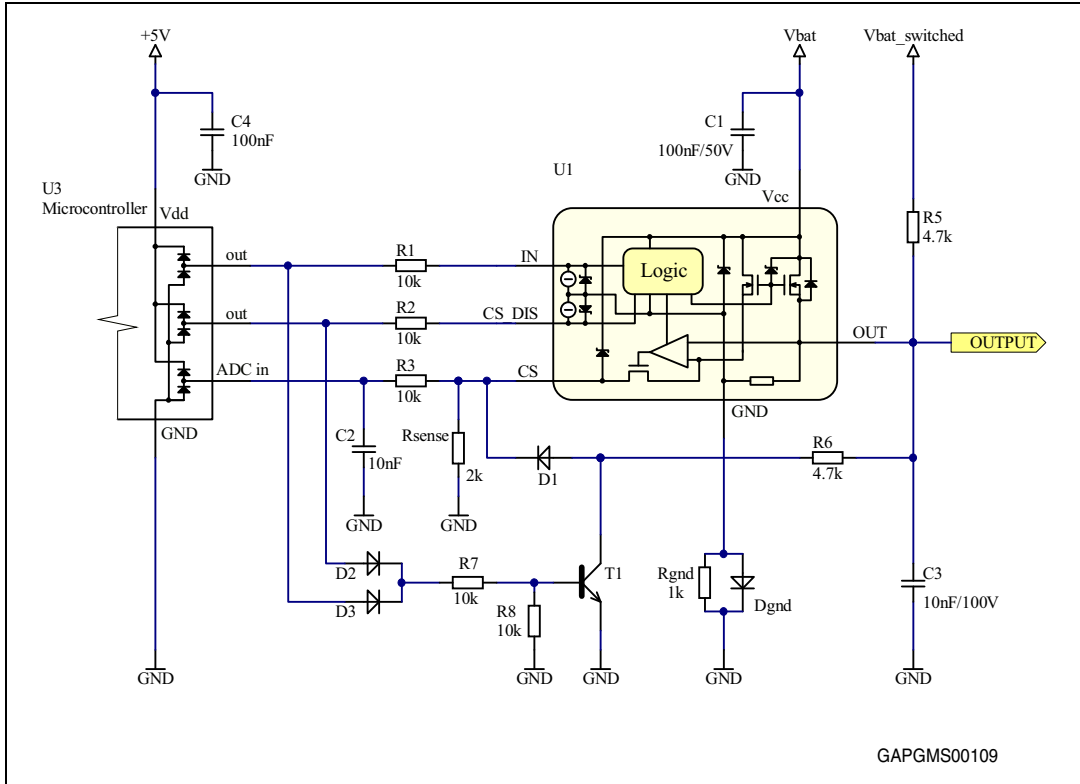 +5V
Vbat
Vbat_switched
C4
100nF
GND
C1
100nF/50V
GND
U1
U3
Microcontroller
Vdd
Vcc
R5
4.7k
out
R1
10k
IN
Logic
out
R2
10k
CS_DIS
OUT
OUTPUT
ADC in
R3
10k
CS
GND
GND
C2
10nF
Rsense
2k
D1
R6
4.7k
GND
GND
D2
D3
R7
10k
R8
10k
T1
Rgnd
1k
Dgnd
C3
10nF/100V
GND
GND
GND
GND
GND
GAPGMS00109